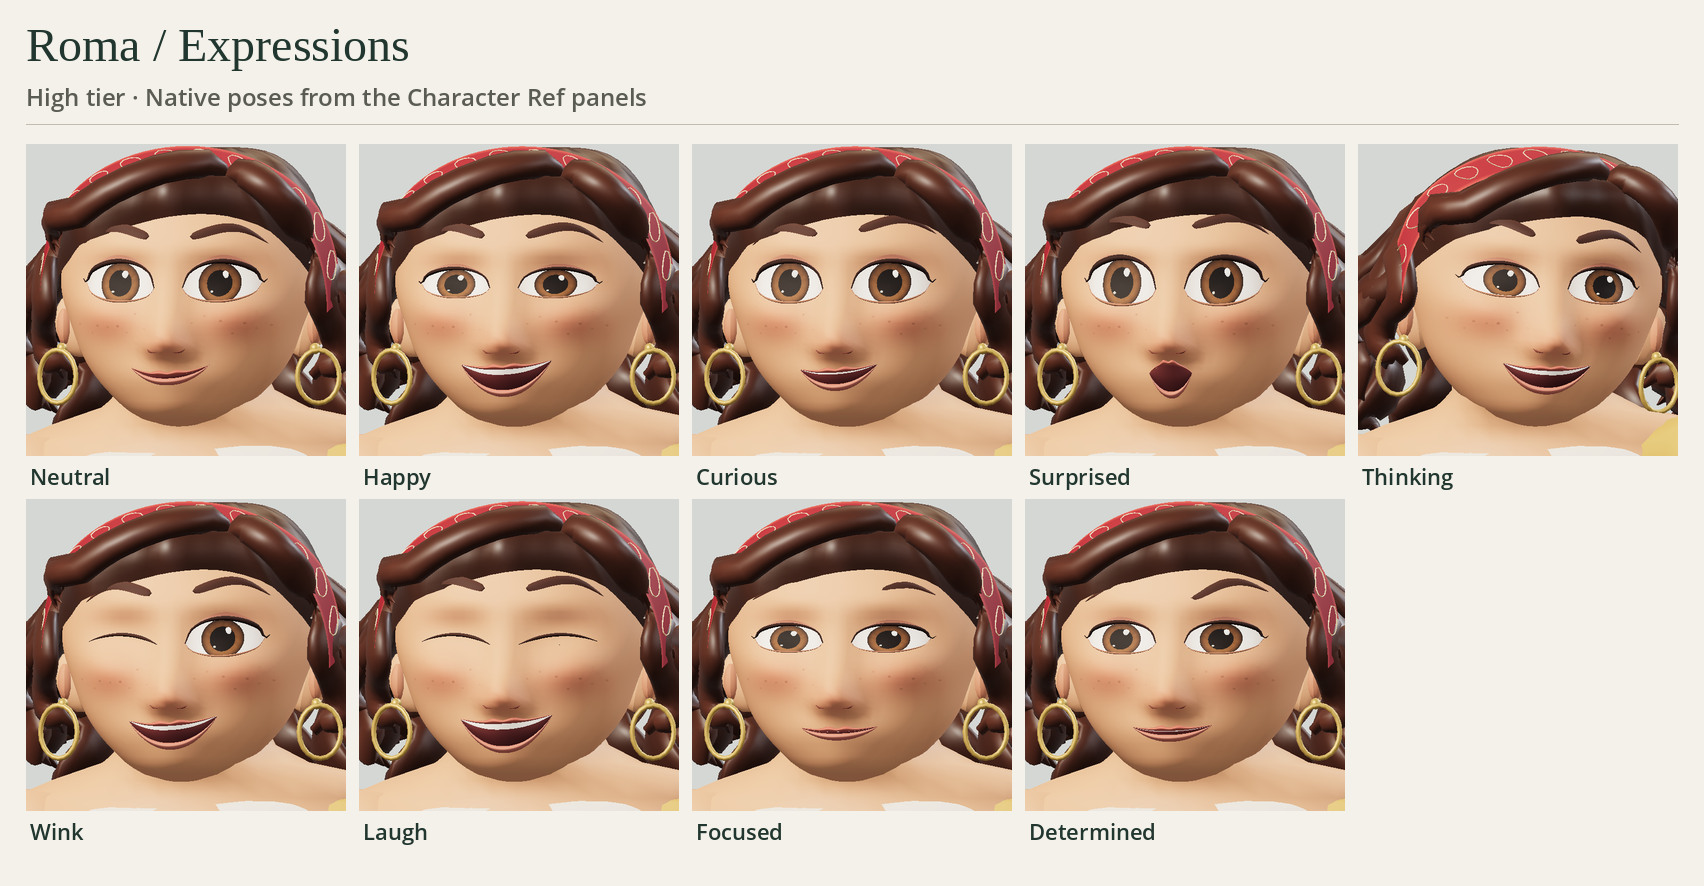 Roma / Expressions
High tier · Native poses from the Character Ref panels
Neutral
Happy
Curious
Surprised
Thinking
Wink
Laugh
Focused
Determined